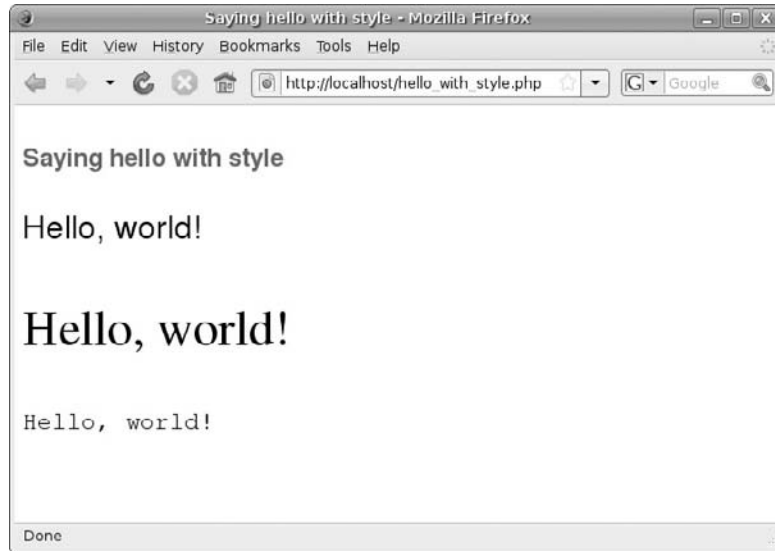 Saying hello with style - Mozilla Firefox
File Edit View History Bookmarks Tools Help
http://localhost/hello_with_style.php G Google
Saying hello with style
Hello, world!
Hello, world!
Hello, world!
Done